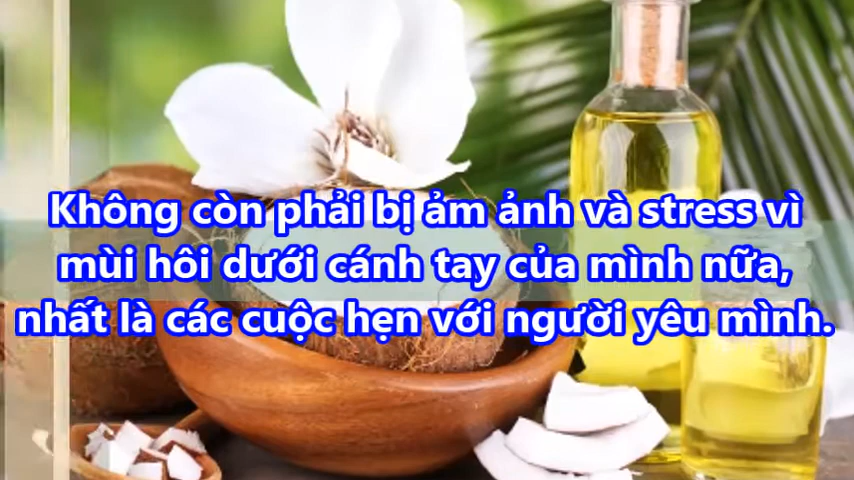 Không còn phải bị ảm ảnh và stress vì
mùi hôi dưới cánh tay của mình nữa,
nhất là các cuộc hẹn với người yêu mình.